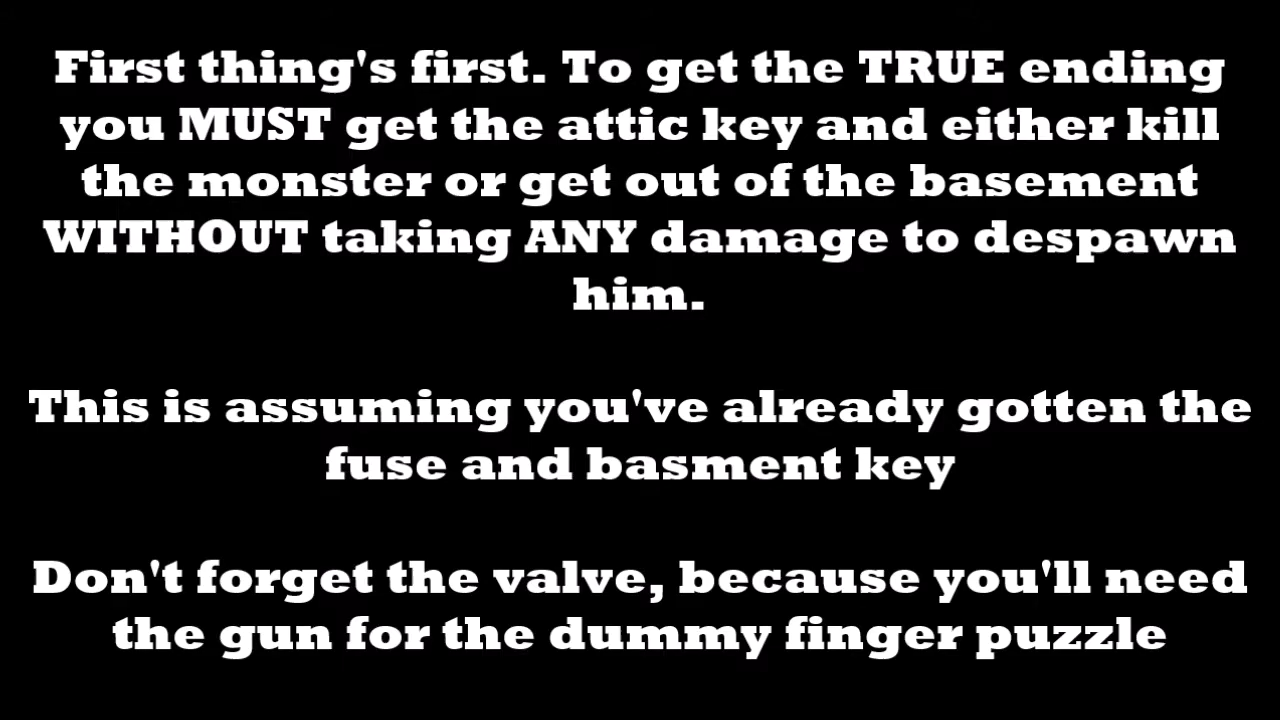 First thing's first. To get the TRUE ending
you MUST get the attic key and either kill
the monster or get out of the basement
WITHOUT taking ANY damage to despawn
him.
This is assuming you've already gotten the
fuse and basment key
Don't forget the valve, because you'll need
the gun for the dummy finger puzzle